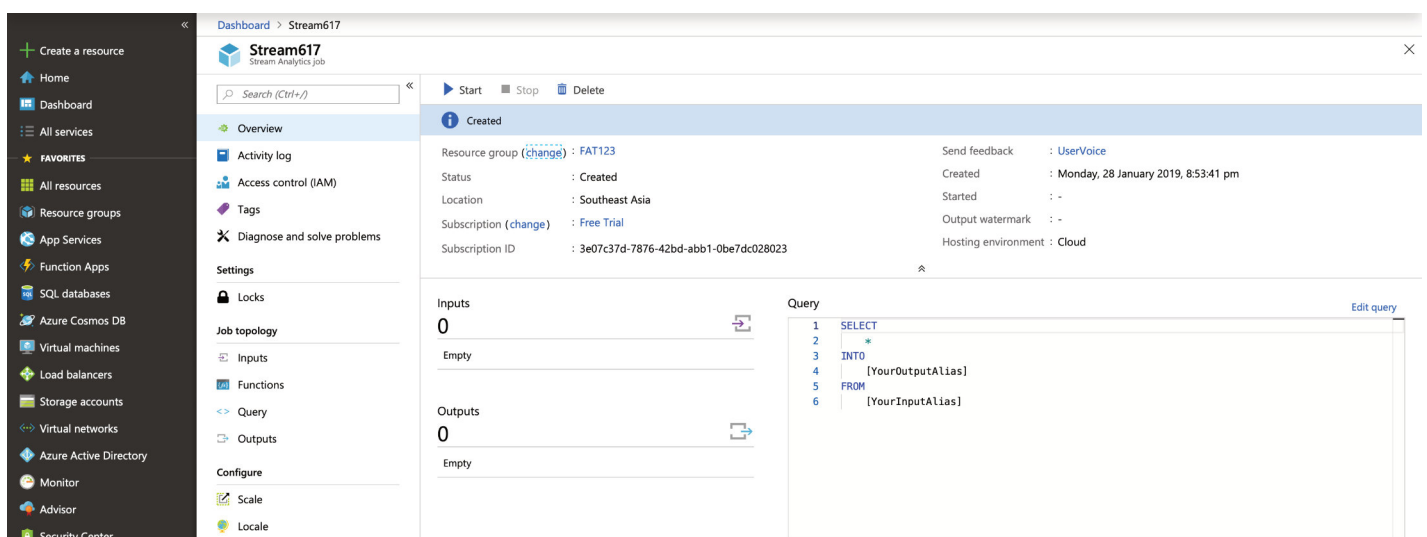 «
Create a resource
Home
Dashboard
All services
FAVORITES
All resources
Resource groups
App Services
Function Apps
SQL databases
Azure Cosmos DB
Virtual machines
Load balancers
Storage accounts
Virtual networks
Azure Active Directory
Monitor
Advisor
Security Center
Dashboard > Stream617
Stream617
Stream Analytics job
Search (Ctrl+/)
«
Overview
Activity log
Access control (IAM)
Tags
Diagnose and solve problems
Settings
Locks
Job topology
Inputs
Functions
Query
Outputs
Configure
Scale
Locale
Start Stop Delete
Created
Resource group (change) : FAT123
Status : Created
Location : Southeast Asia
Subscription (change) : Free Trial
Subscription ID : 3e07c37d-7876-42bd-abb1-0be7dc028023
Send feedback : UserVoice
Created : Monday, 28 January 2019, 8:53:41 pm
Started : -
Output watermark : -
Hosting environment : Cloud
Inputs
0
Empty
Outputs
0
Empty
Query
Edit query
1 SELECT
2 *
3 INTO
4 [YourOutputAlias]
5 FROM
6 [YourInputAlias]